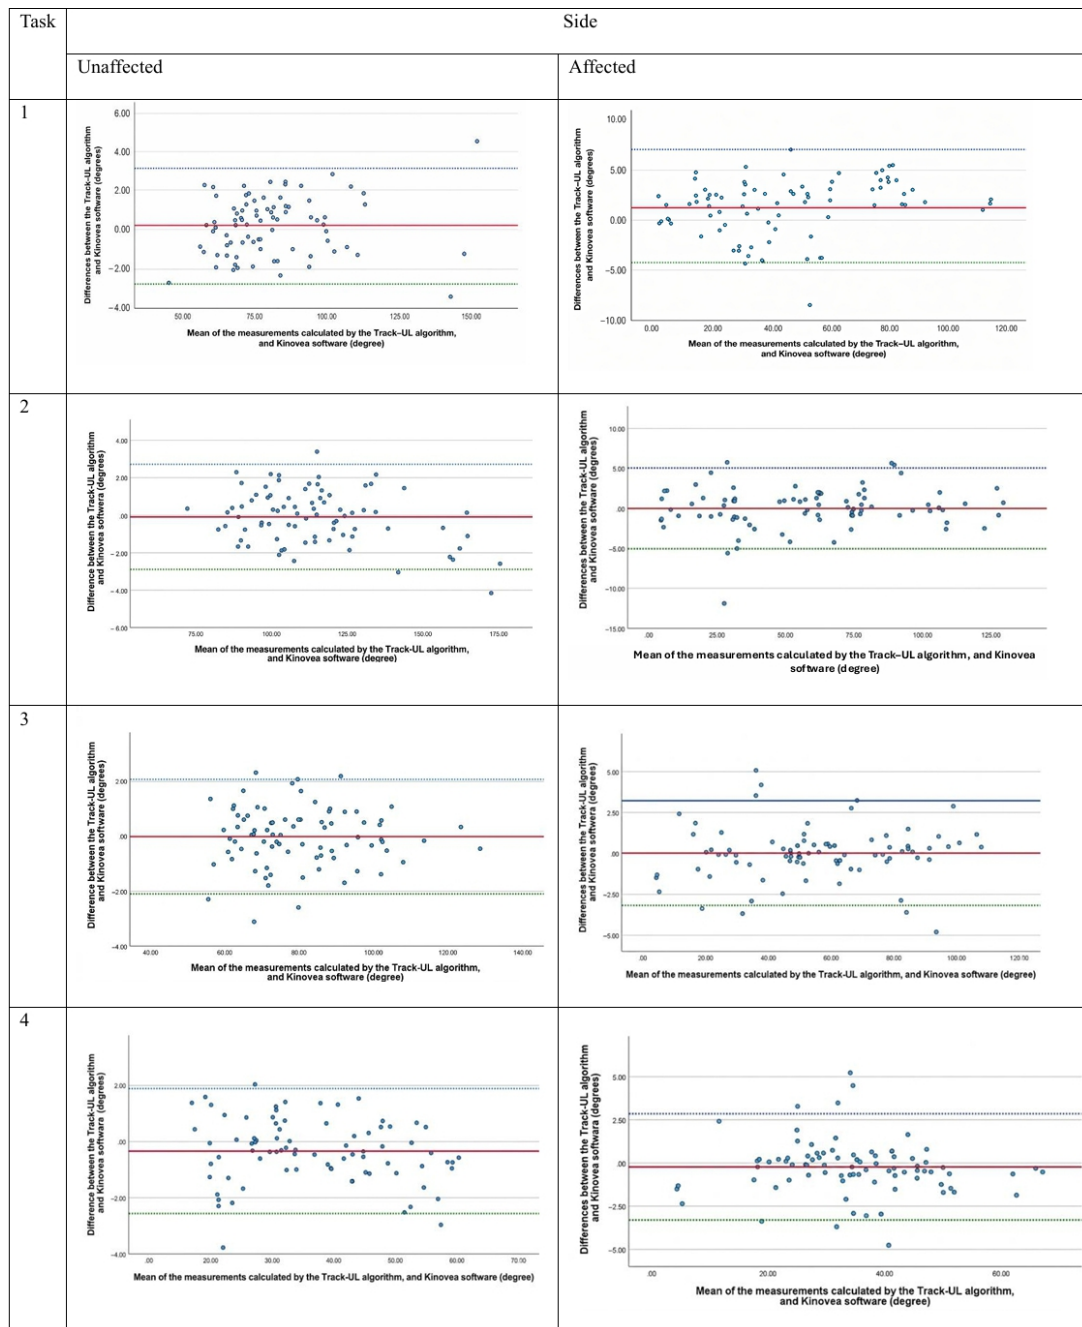 Task
Side
Unaffected
Affected
1
Differences between the Track-UL algorithm
and Kinovea software (degrees)
6.00
4.00
2.00
0.00
–2.00
–4.00
50.00 75.00 100.00 125.00 150.00
Mean of the measurements calculated by the Track–UL algorithm,
and Kinovea software (degree)
Differences between the Track–UL algorithm
and Kinovea software (degrees)
10.00
5.00
0.00
–5.00
–10.00
0.00 20.00 40.00 60.00 80.00 100.00 120.00
Mean of the measurements calculated by the Track–UL algorithm,
and Kinovea software (degree)
2
Difference between the Track-UL algorithm
and Kinovea softwera (degrees)
4.00
2.00
.00
–2.00
–4.00
–6.00
75.00 100.00 125.00 150.00 175.00
Mean of the measurements calculated by the Track-UL algorithm,
and Kinovea software (degree)
Differences between the Track-UL algorithm
and Kinovea software (degrees)
10.00
5.00
.00
–5.00
–10.00
–15.00
.00 25.00 50.00 75.00 100.00 125.00
Mean of the measurements calculated by the Track–UL algorithm, and Kinovea
software (degree)
3
Difference between the Track-UL algorithm
and Kinovea softwara (degrees)
2.00
.00
–2.00
–4.00
40.00 60.00 80.00 100.00 120.00 140.00
Mean of the measurements calculated by the Track-UL algorithm,
and Kinovea software (degree)
Differences between the Track-UL algorithm
and Kinovea softwera (degrees)
5.00
2.50
.00
–2.50
–5.00
.00 20.00 40.00 60.00 80.00 100.00 120.00
Mean of the measurements calculated by the Track-UL algorithm, and Kinovea software (degree)
4
Difference between the Track-UL algorithm
and Kinovea softwara (degrees)
2.00
.00
–2.00
–4.00
.00 20.00 30.00 40.00 50.00 60.00 70.00
Mean of the measurements calculated by the Track-UL algorithm, and Kinovea software (degree)
Differences between the Track-UL algorithm
and Kinovea software (degrees)
5.00
2.50
.00
–2.50
–5.00
.00 20.00 40.00 60.00
Mean of the measurements calculated by the Track-UL algorithm,
and Kinovea software (degree)